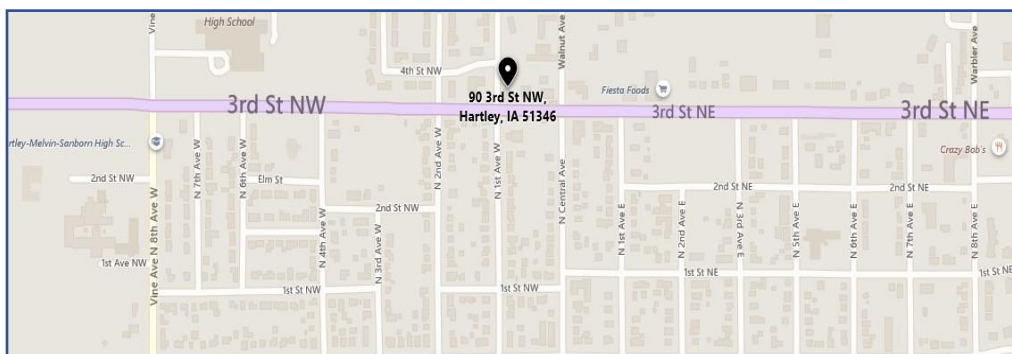 Vine
High School
Walnut Ave
Warbler Ave
4th St NW
90 3rd St NW,
Hartley, IA 51346
Fiesta Foods
3rd St NW
3rd St NE
3rd St NE
rtley-Melvin-Sanborn High Sc...
Crazy Bob's
N 7th Ave W
N 6th Ave W
N 2nd Ave W
N 1st Ave W
N Central Ave
2nd St NW
Elm St
2nd St NE
2nd St NE
2nd St NW
N 4th Ave W
N 3rd Ave W
N 1st Ave E
N 2nd Ave E
N 3rd Ave E
N 5th Ave E
N 6th Ave E
N 7th Ave E
N 8th Ave E
1st Ave NW
Vine Ave N 8th Ave W
1st St NE
1st St NE
1st St NW
1st St NW